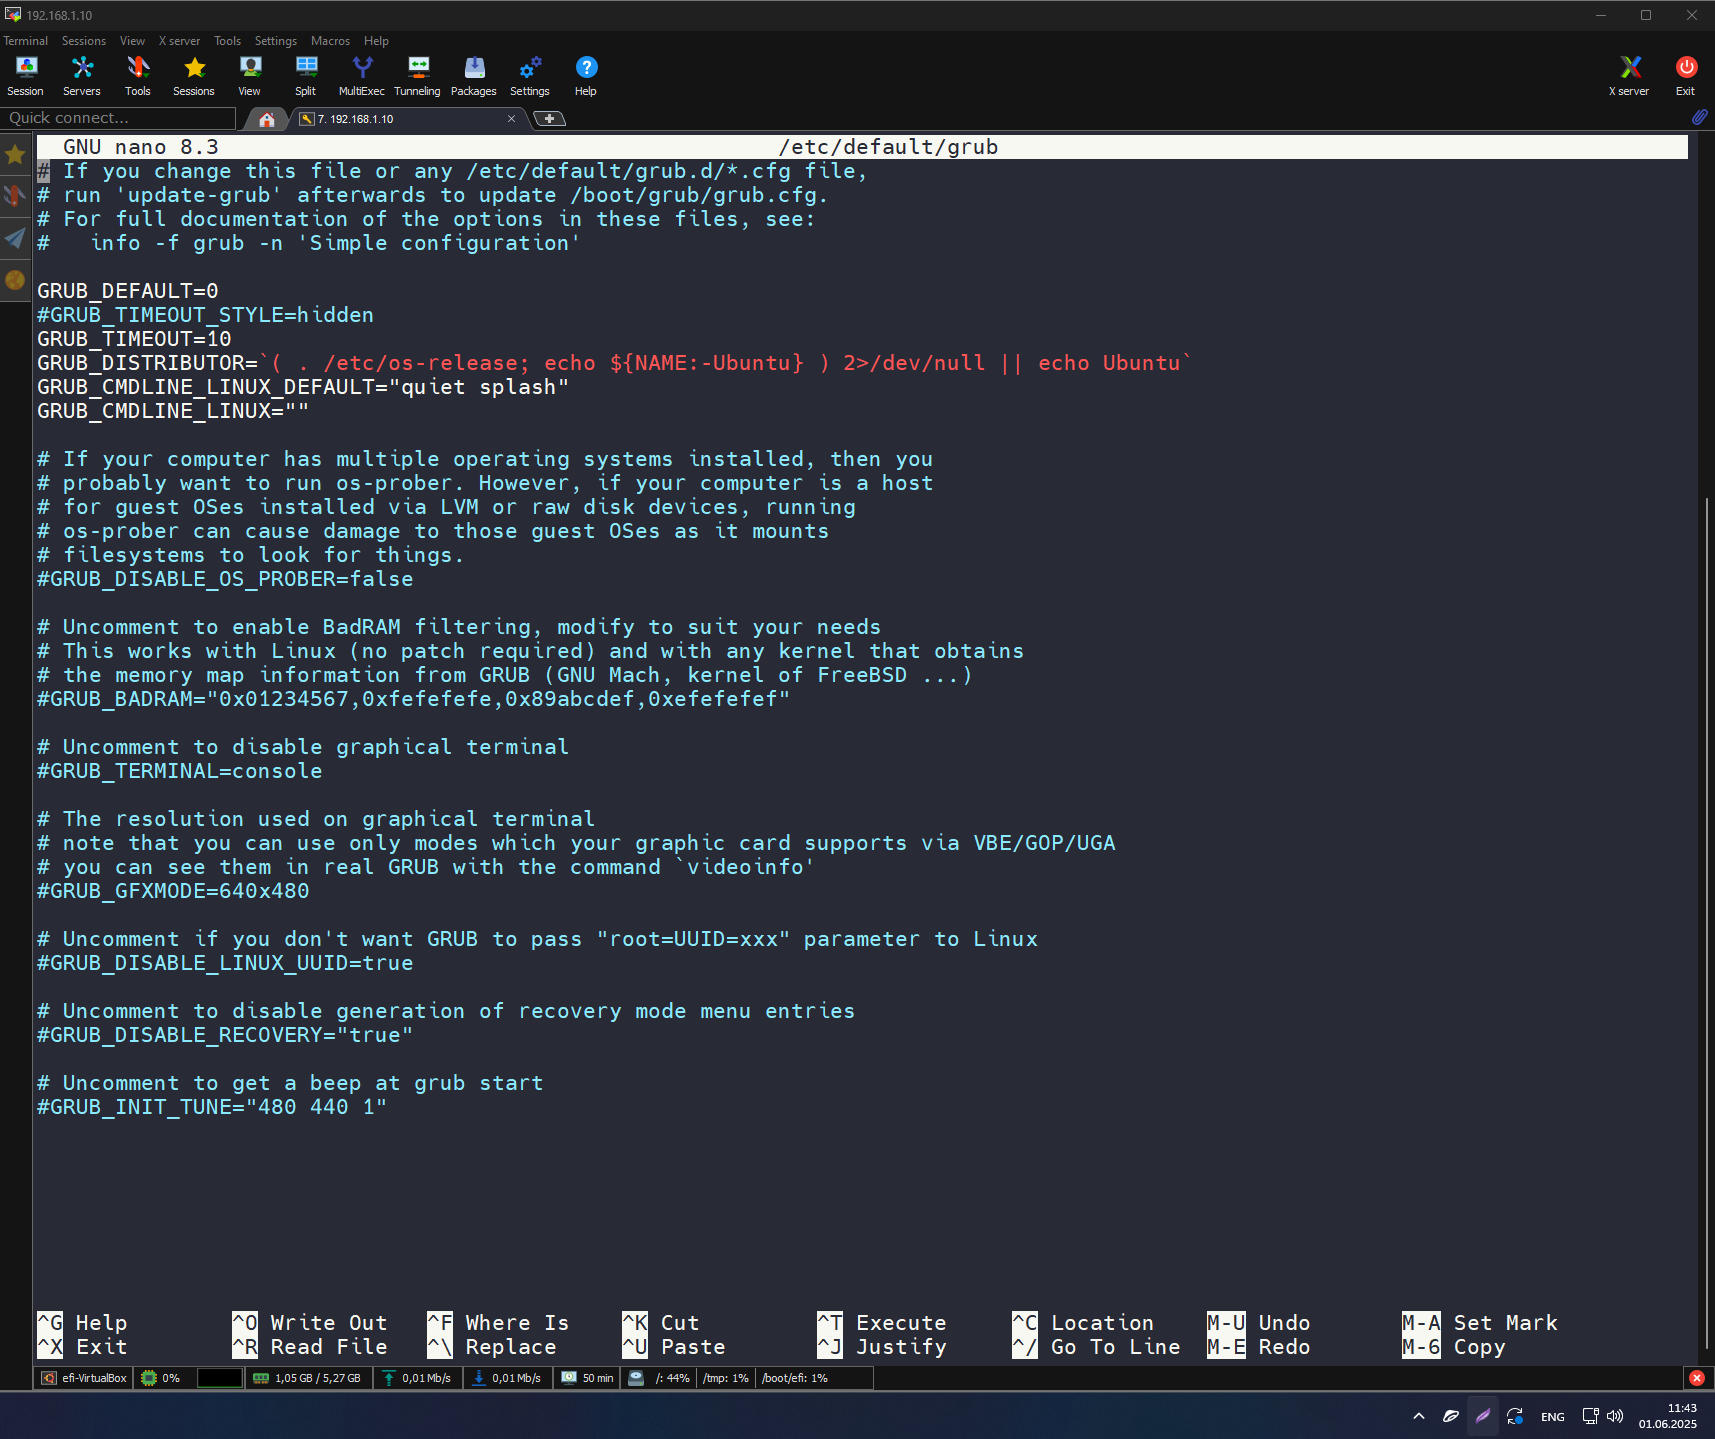 192.168.1.10
Terminal Sessions View X server Tools Settings Macros Help
Session Servers Tools Sessions View Split MultiExec Tunneling Packages Settings Help X server Exit
Quick connect... 7. 192.168.1.10
GNU nano 8.3 /etc/default/grub
# If you change this file or any /etc/default/grub.d/*.cfg file,
# run 'update-grub' afterwards to update /boot/grub/grub.cfg.
# For full documentation of the options in these files, see:
#   info -f grub -n 'Simple configuration'
GRUB_DEFAULT=0
#GRUB_TIMEOUT_STYLE=hidden
GRUB_TIMEOUT=10
GRUB_DISTRIBUTOR=`( . /etc/os-release; echo ${NAME:-Ubuntu} ) 2>/dev/null || echo Ubuntu`
GRUB_CMDLINE_LINUX_DEFAULT="quiet splash"
GRUB_CMDLINE_LINUX=""
# If your computer has multiple operating systems installed, then you
# probably want to run os-prober. However, if your computer is a host
# for guest OSes installed via LVM or raw disk devices, running
# os-prober can cause damage to those guest OSes as it mounts
# filesystems to look for things.
#GRUB_DISABLE_OS_PROBER=false
# Uncomment to enable BadRAM filtering, modify to suit your needs
# This works with Linux (no patch required) and with any kernel that obtains
# the memory map information from GRUB (GNU Mach, kernel of FreeBSD ...)
#GRUB_BADRAM="0x01234567,0xfefefefe,0x89abcdef,0xefefefef"
# Uncomment to disable graphical terminal
#GRUB_TERMINAL=console
# The resolution used on graphical terminal
# note that you can use only modes which your graphic card supports via VBE/GOP/UGA
# you can see them in real GRUB with the command `videoinfo'
#GRUB_GFXMODE=640x480
# Uncomment if you don't want GRUB to pass "root=UUID=xxx" parameter to Linux
#GRUB_DISABLE_LINUX_UUID=true
# Uncomment to disable generation of recovery mode menu entries
#GRUB_DISABLE_RECOVERY="true"
# Uncomment to get a beep at grub start
#GRUB_INIT_TUNE="480 440 1"
^G Help ^O Write Out ^F Where Is ^K Cut ^T Execute ^C Location M-U Undo M-A Set Mark
^X Exit ^R Read File ^\ Replace ^U Paste ^J Justify ^/ Go To Line M-E Redo M-6 Copy
efi-VirtualBox 0% 1,05 GB / 5,27 GB 0,01 Mb/s 0,01 Mb/s 50 min /: 44% /tmp: 1% /boot/efi: 1%
ENG 11:43
01.06.2025